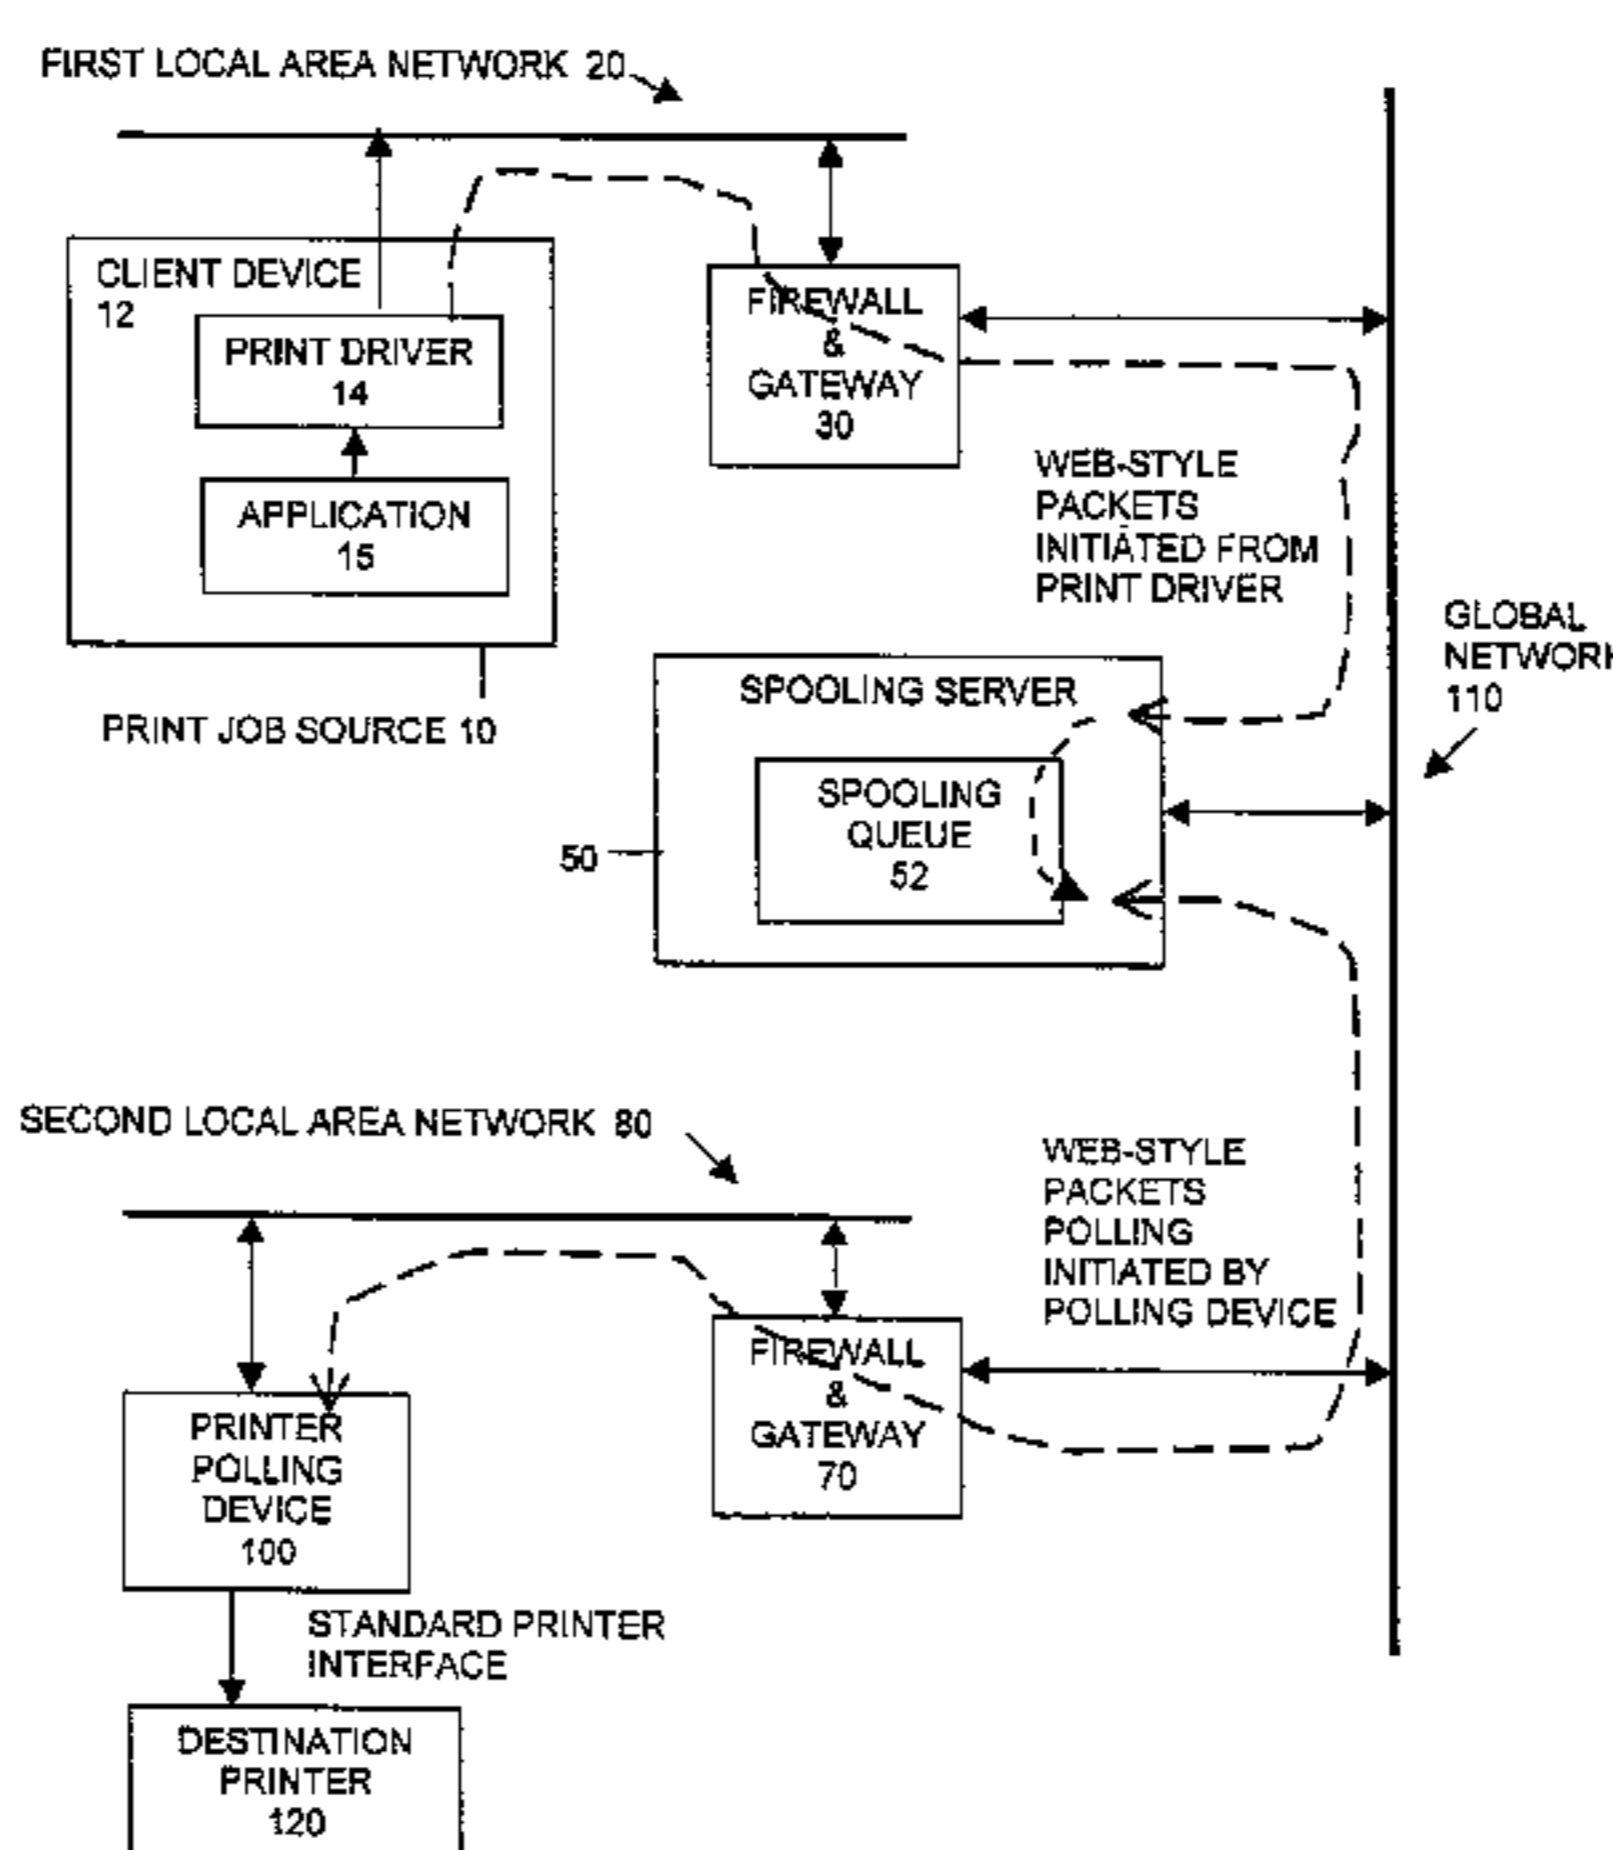 FIRST LOCAL AREA NETWORK 20
CLIENT DEVICE
12
PRINT DRIVER
14
APPLICATION
15
PRINT JOB SOURCE 10
FIREWALL
&
GATEWAY
30
WEB-STYLE
PACKETS
INITIATED FROM
PRINT DRIVER
GLOBAL
NETWORK
110
SPOOLING SERVER
SPOOLING
QUEUE
52
50
SECOND LOCAL AREA NETWORK 80
WEB-STYLE
PACKETS
POLLING
INITIATED BY
POLLING DEVICE
FIREWALL
&
GATEWAY
70
PRINTER
POLLING
DEVICE
100
STANDARD PRINTER
INTERFACE
DESTINATION
PRINTER
120